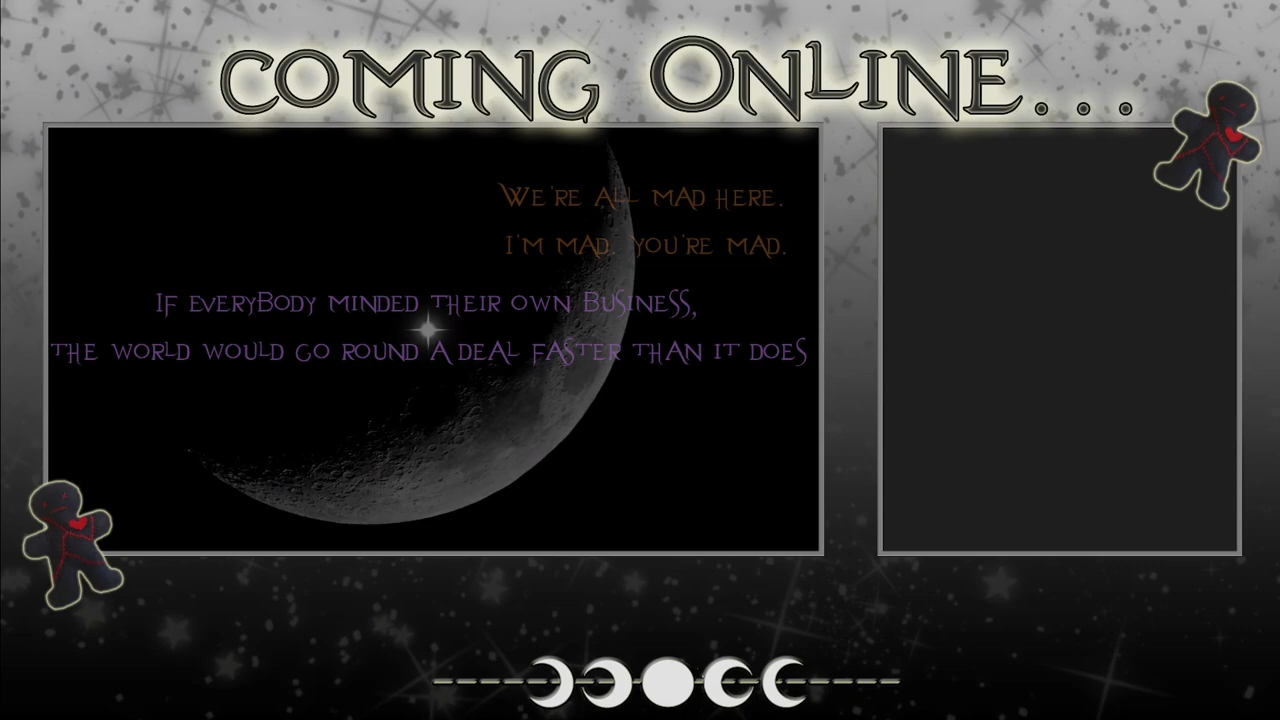 COMING ONLINE...
WE'RE ALL MAD HERE.
I'M MAD. YOU'RE MAD.
IF EVERYBODY MINDED THEIR OWN BUSINESS,
THE WORLD WOULD GO ROUND A DEAL FASTER THAN IT DOES